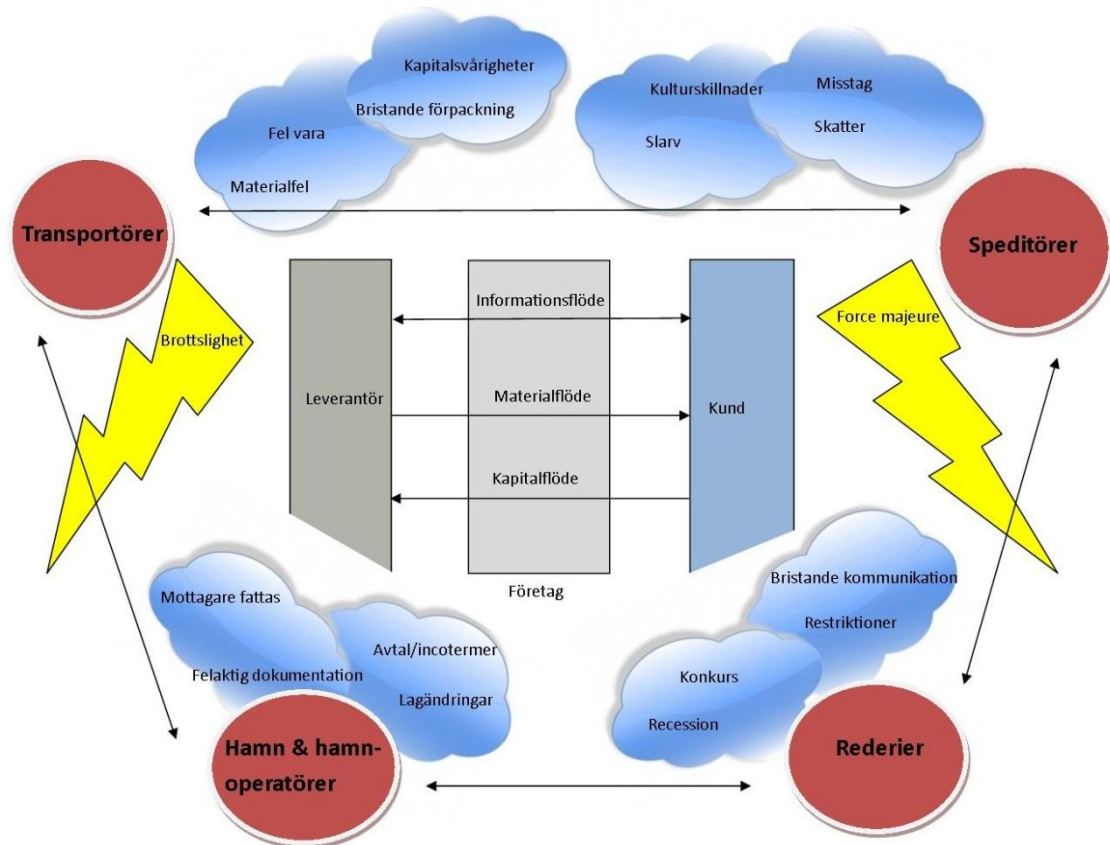 Kapitalsvårigheter
Bristande förpackning
Fel vara
Materialfel
Kulturskillnader
Slarv
Misstag
Skatter
Transportörer
Speditörer
Brottslighet
Force majeure
Leverantör
Informationsflöde
Materialflöde
Kapitalflöde
Kund
Företag
Mottagare fattas
Felaktig dokumentation
Avtal/incotermer
Lagändringar
Bristande kommunikation
Restriktioner
Konkurs
Recession
Hamn & hamn-
operatörer
Rederier